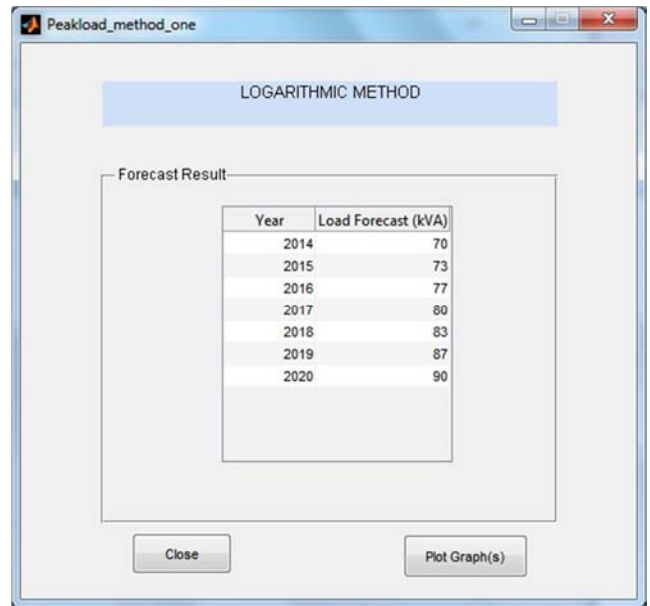 Peakload_method_one
LOGARITHMIC METHOD
Forecast Result
Year Load Forecast (kVA)
2014 70
2015 73
2016 77
2017 80
2018 83
2019 87
2020 90
Close Plot Graph(s)